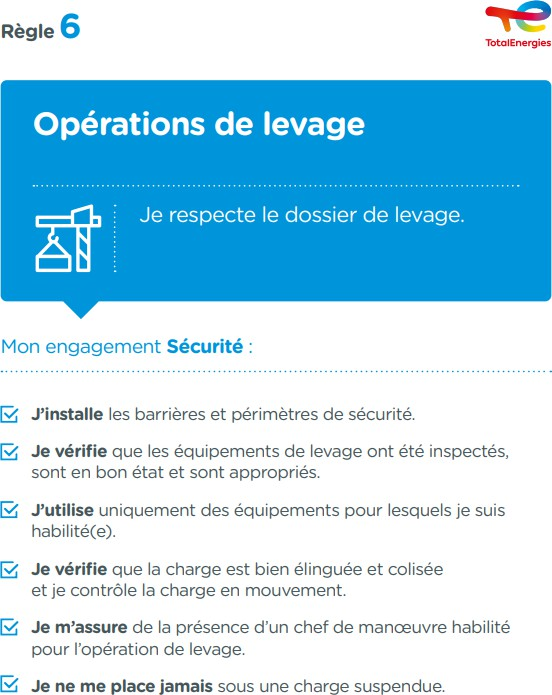 Règle 6
TotalEnergies
Opérations de levage
Je respecte le dossier de levage.
Mon engagement Sécurité :
J’installe les barrières et périmètres de sécurité.
Je vérifie que les équipements de levage ont été inspectés,
sont en bon état et sont appropriés.
J’utilise uniquement des équipements pour lesquels je suis
habilité(e).
Je vérifie que la charge est bien élinguée et colisée
et je contrôle la charge en mouvement.
Je m’assure de la présence d’un chef de manœuvre habilité
pour l’opération de levage.
Je ne me place jamais sous une charge suspendue.